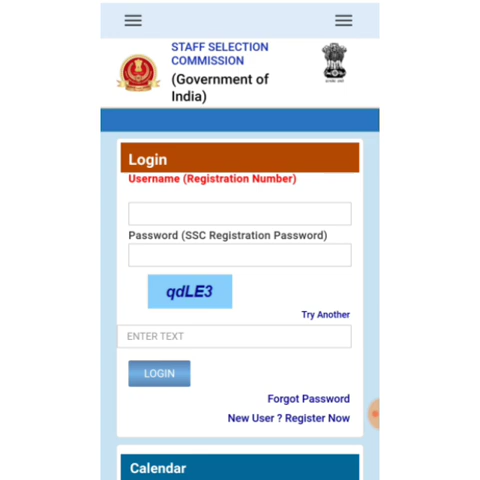 STAFF SELECTION
COMMISSION
(Government of
India)
Login
Username (Registration Number)
Password (SSC Registration Password)
qdLE3
Try Another
ENTER TEXT
LOGIN
Forgot Password
New User ? Register Now
Calendar